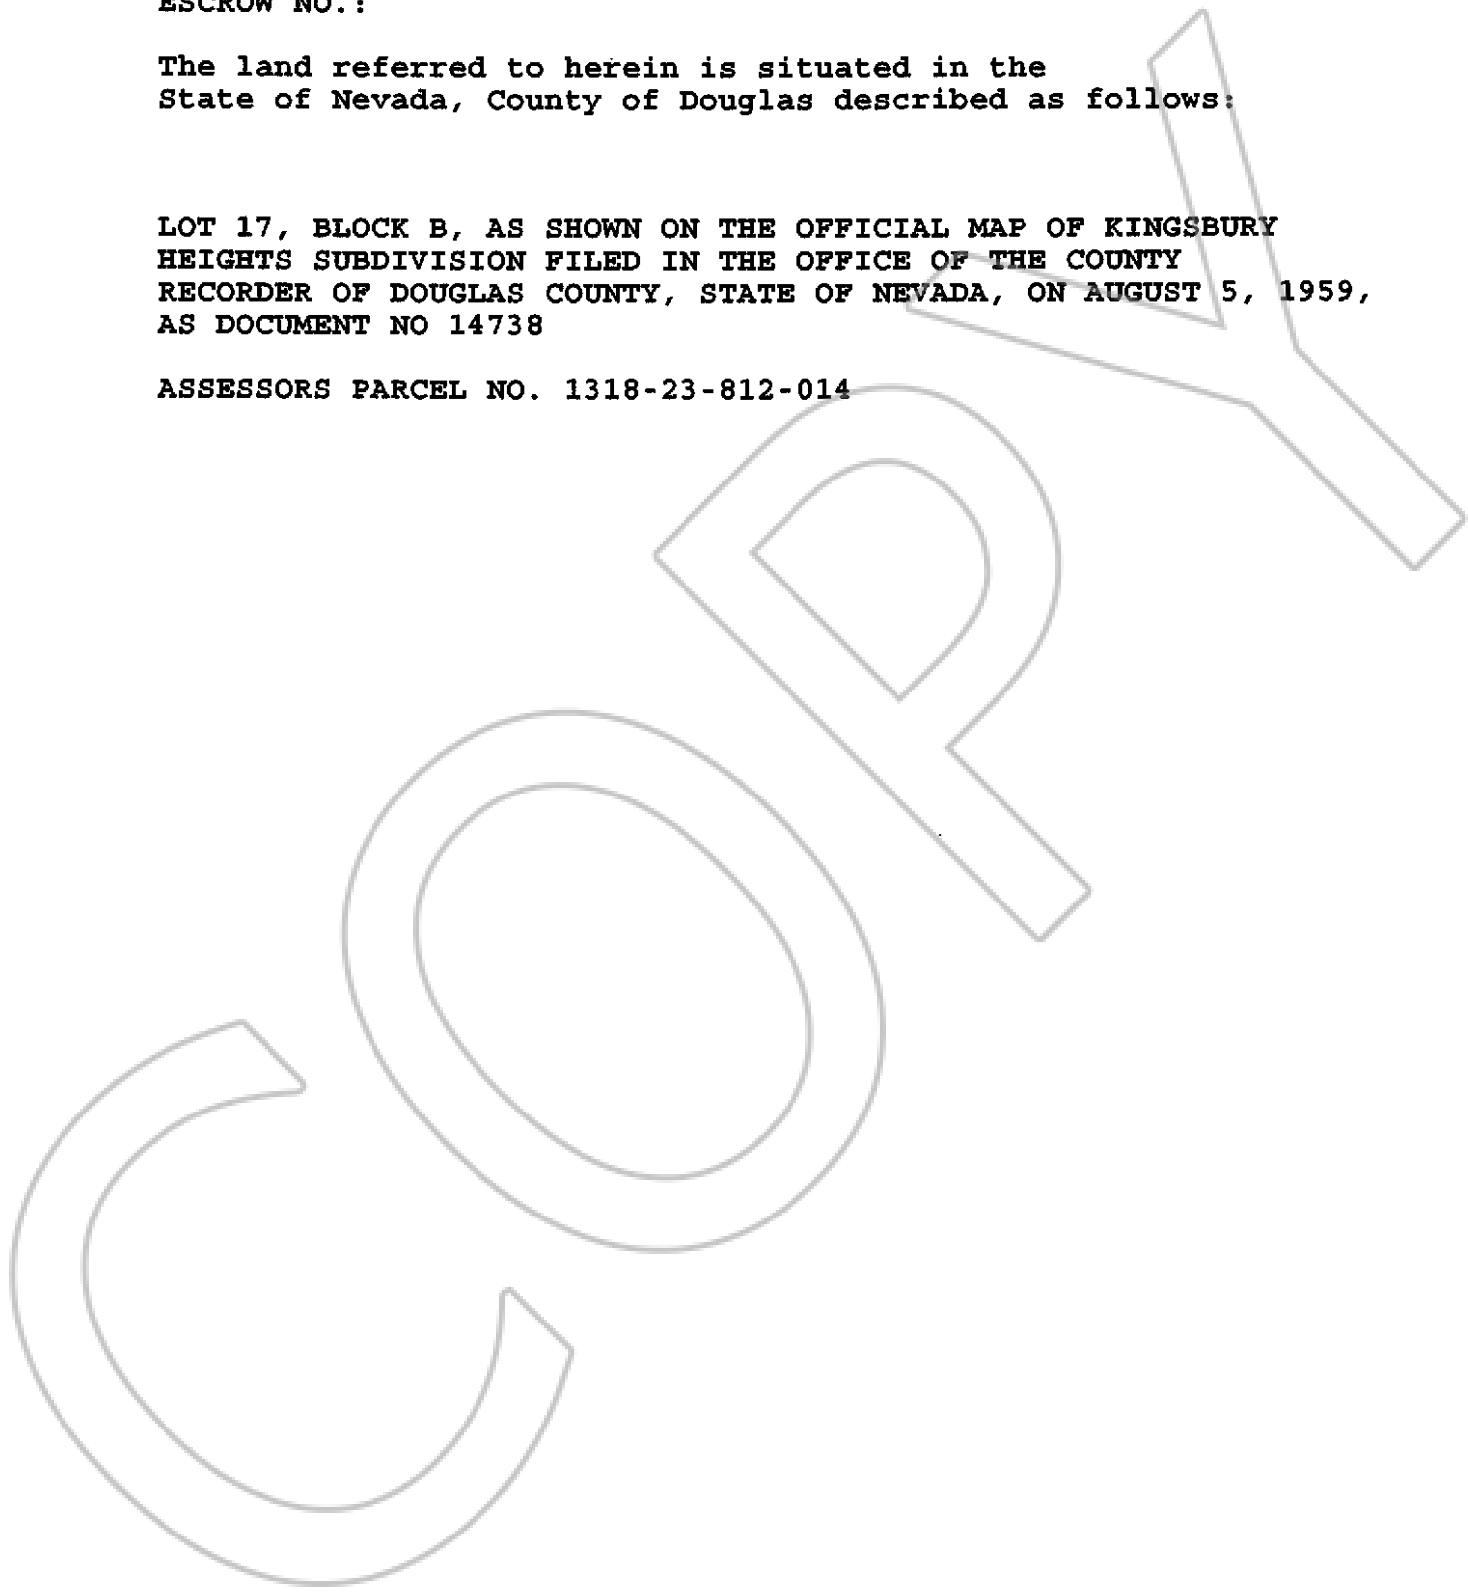 ESCROW NO.:
The land referred to herein is situated in the
State of Nevada, County of Douglas described as follows:
LOT 17, BLOCK B, AS SHOWN ON THE OFFICIAL MAP OF KINGSBURY
HEIGHTS SUBDIVISION FILED IN THE OFFICE OF THE COUNTY
RECORDER OF DOUGLAS COUNTY, STATE OF NEVADA, ON AUGUST 5, 1959,
AS DOCUMENT NO 14738
ASSESSORS PARCEL NO. 1318-23-812-014
COPY